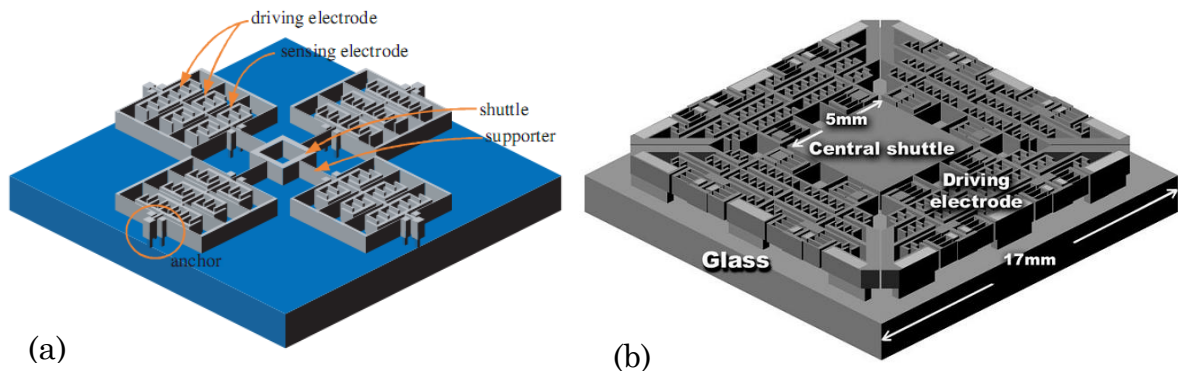 driving electrode
sensing electrode
shuttle
supporter
anchor
(a)
5mm
Central shuttle
Driving
electrode
Glass
17mm
(b)